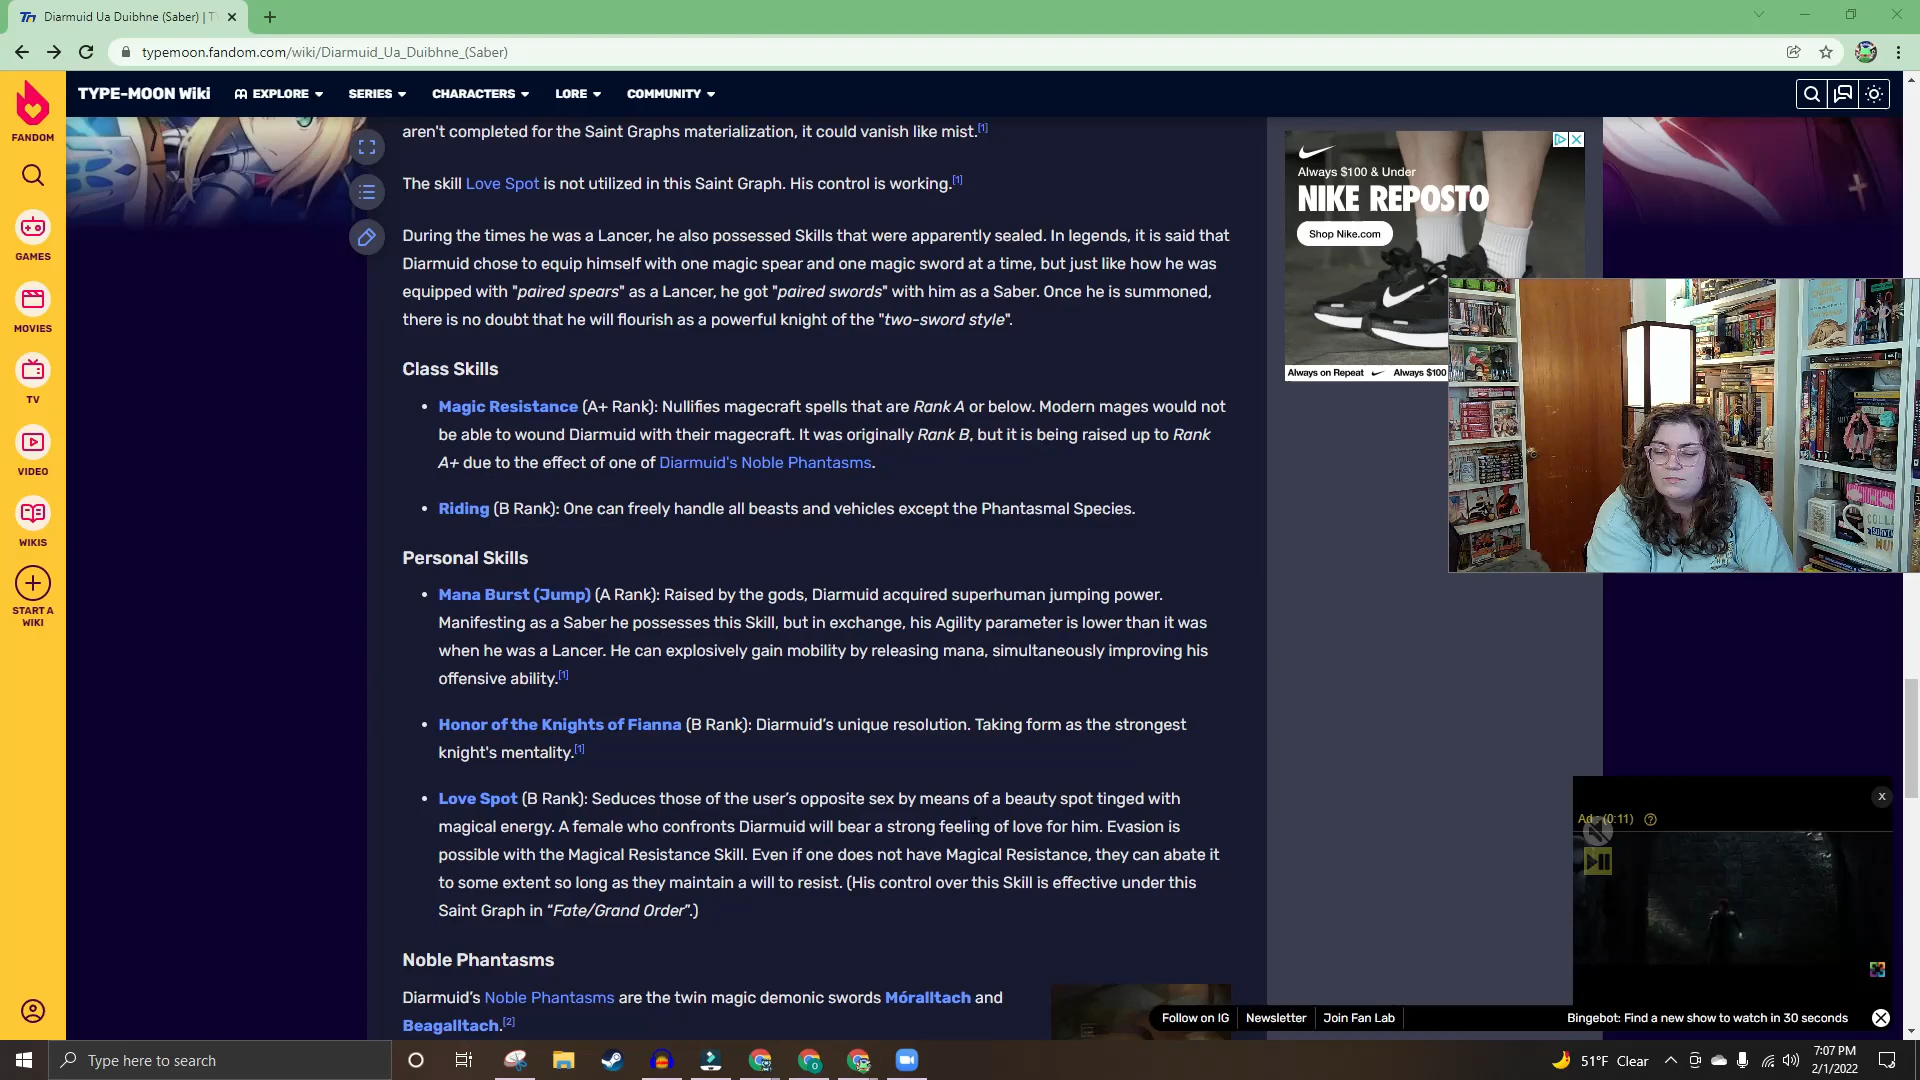 Diarmuid Ua Duibhne (Saber) | T
typemoon.fandom.com/wiki/Diarmuid_Ua_Duibhne_(Saber)
FANDOM
GAMES
MOVIES
TV
VIDEO
WIKIS
START A
WIKI
TYPE-MOON Wiki EXPLORE SERIES CHARACTERS LORE COMMUNITY
aren't completed for the Saint Graphs materialization, it could vanish like mist.[1]
The skill Love Spot is not utilized in this Saint Graph. His control is working.[1]
During the times he was a Lancer, he also possessed Skills that were apparently sealed. In legends, it is said that
Diarmuid chose to equip himself with one magic spear and one magic sword at a time, but just like how he was
equipped with "paired spears" as a Lancer, he got "paired swords" with him as a Saber. Once he is summoned,
there is no doubt that he will flourish as a powerful knight of the "two-sword style".
Class Skills
• Magic Resistance (A+ Rank): Nullifies magecraft spells that are Rank A or below. Modern mages would not
be able to wound Diarmuid with their magecraft. It was originally Rank B, but it is being raised up to Rank
A+ due to the effect of one of Diarmuid's Noble Phantasms.
• Riding (B Rank): One can freely handle all beasts and vehicles except the Phantasmal Species.
Personal Skills
• Mana Burst (Jump) (A Rank): Raised by the gods, Diarmuid acquired superhuman jumping power.
Manifesting as a Saber he possesses this Skill, but in exchange, his Agility parameter is lower than it was
when he was a Lancer. He can explosively gain mobility by releasing mana, simultaneously improving his
offensive ability.[1]
• Honor of the Knights of Fianna (B Rank): Diarmuid's unique resolution. Taking form as the strongest
knight's mentality.[1]
• Love Spot (B Rank): Seduces those of the user's opposite sex by means of a beauty spot tinged with
magical energy. A female who confronts Diarmuid will bear a strong feeling of love for him. Evasion is
possible with the Magical Resistance Skill. Even if one does not have Magical Resistance, they can abate it
to some extent so long as they maintain a will to resist. (His control over this Skill is effective under this
Saint Graph in “Fate/Grand Order”.)
Noble Phantasms
Diarmuid's Noble Phantasms are the twin magic demonic swords Móralltach and
Beagalltach.[2]
Always $100 & Under
NIKE REPOSTO
Shop Nike.com
Always on Repeat Always $100
Ad (0:11)
Follow on IG Newsletter Join Fan Lab
Bingebot: Find a new show to watch in 30 seconds
Type here to search
51°F Clear
7:07 PM
2/1/2022